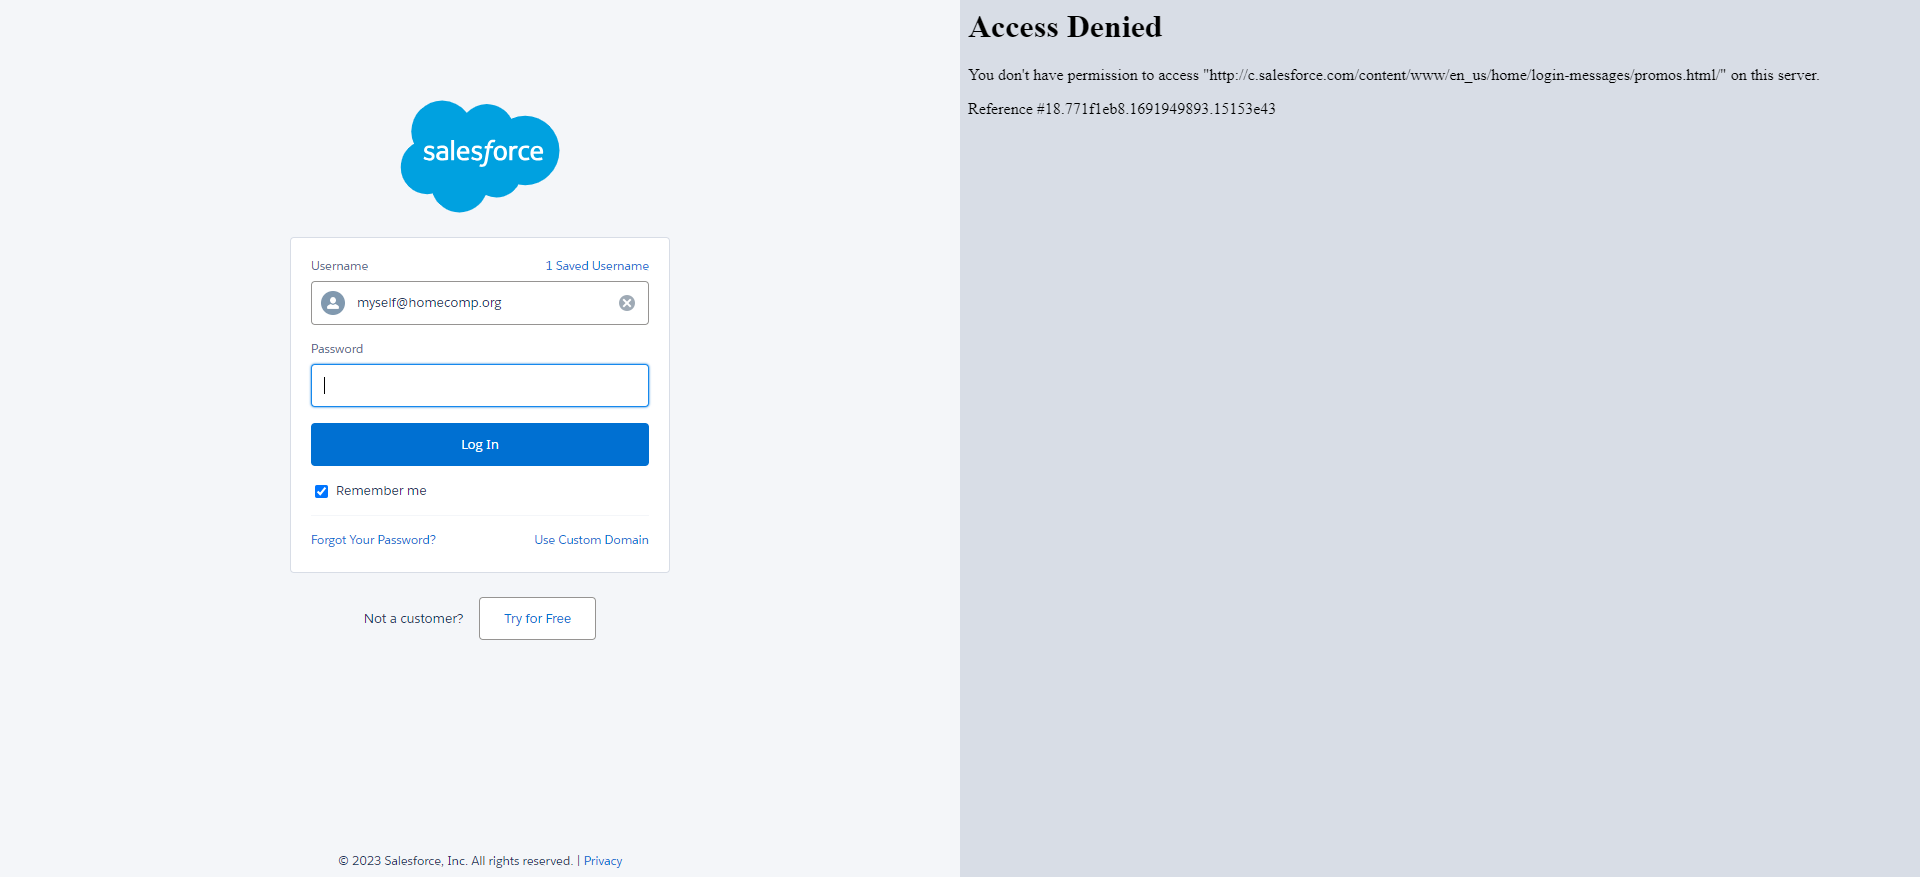 salesforce
Username
1 Saved Username
myself@homecomp.org
Password
Log In
Remember me
Forgot Your Password?
Use Custom Domain
Not a customer?
Try for Free
© 2023 Salesforce, Inc. All rights reserved. | Privacy
Access Denied
You don't have permission to access "http://c.salesforce.com/content/www/en_us/home/login-messages/promos.html/" on this server.
Reference #18.771f1eb8.1691949893.15153e43